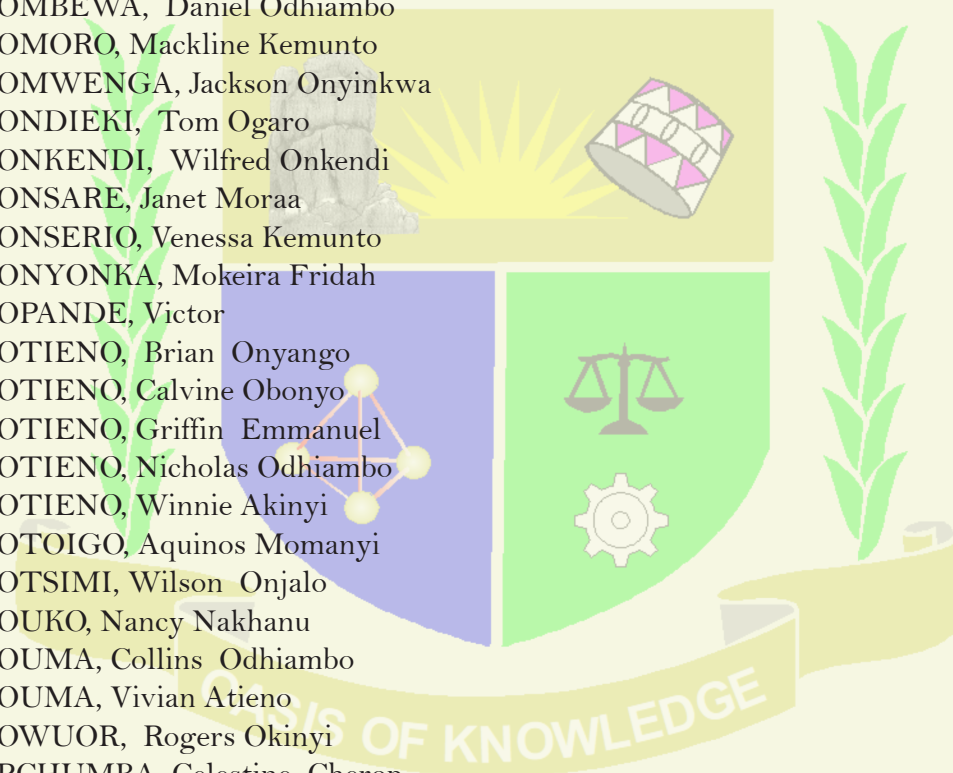 OMBEWA, Daniel Odhiambo
OMORO, Mackline Kemunto
OMWENGA, Jackson Onyinkwa
ONDIEKI, Tom Ogaro
ONKENDI, Wilfred Onkendi
ONSARE, Janet Moraa
ONSERIO, Venessa Kemunto
ONYONKA, Mokeira Fridah
OPANDE, Victor
OTIENO, Brian Onyango
OTIENO, Calvine Obonyo
OTIENO, Griffin Emmanuel
OTIENO, Nicholas Odhiambo
OTIENO, Winnie Akinyi
OTOIGO, Aquinos Momanyi
OTSIMI, Wilson Onjalo
OUKO, Nancy Nakhanu
OUMA, Collins Odhiambo
OUMA, Vivian Atieno
OWUOR, Rogers Okinyi
OASIS OF KNOWLEDGE